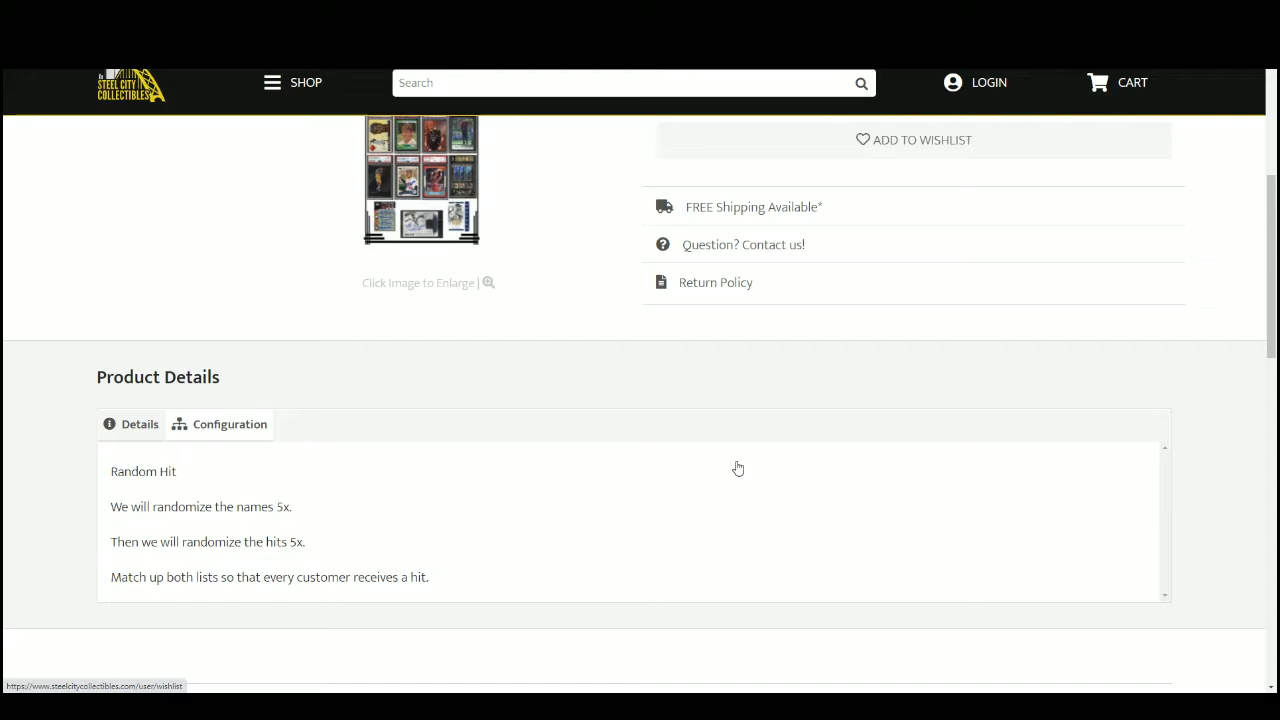 STEEL CITY
COLLECTIBLES
SHOP
Search
LOGIN
CART
ADD TO WISHLIST
FREE Shipping Available*
Question? Contact us!
Return Policy
Click Image to Enlarge |
Product Details
Details
Configuration
Random Hit
We will randomize the names 5x.
Then we will randomize the hits 5x.
Match up both lists so that every customer receives a hit.
https://www.steelcitycollectibles.com/user/wishlist